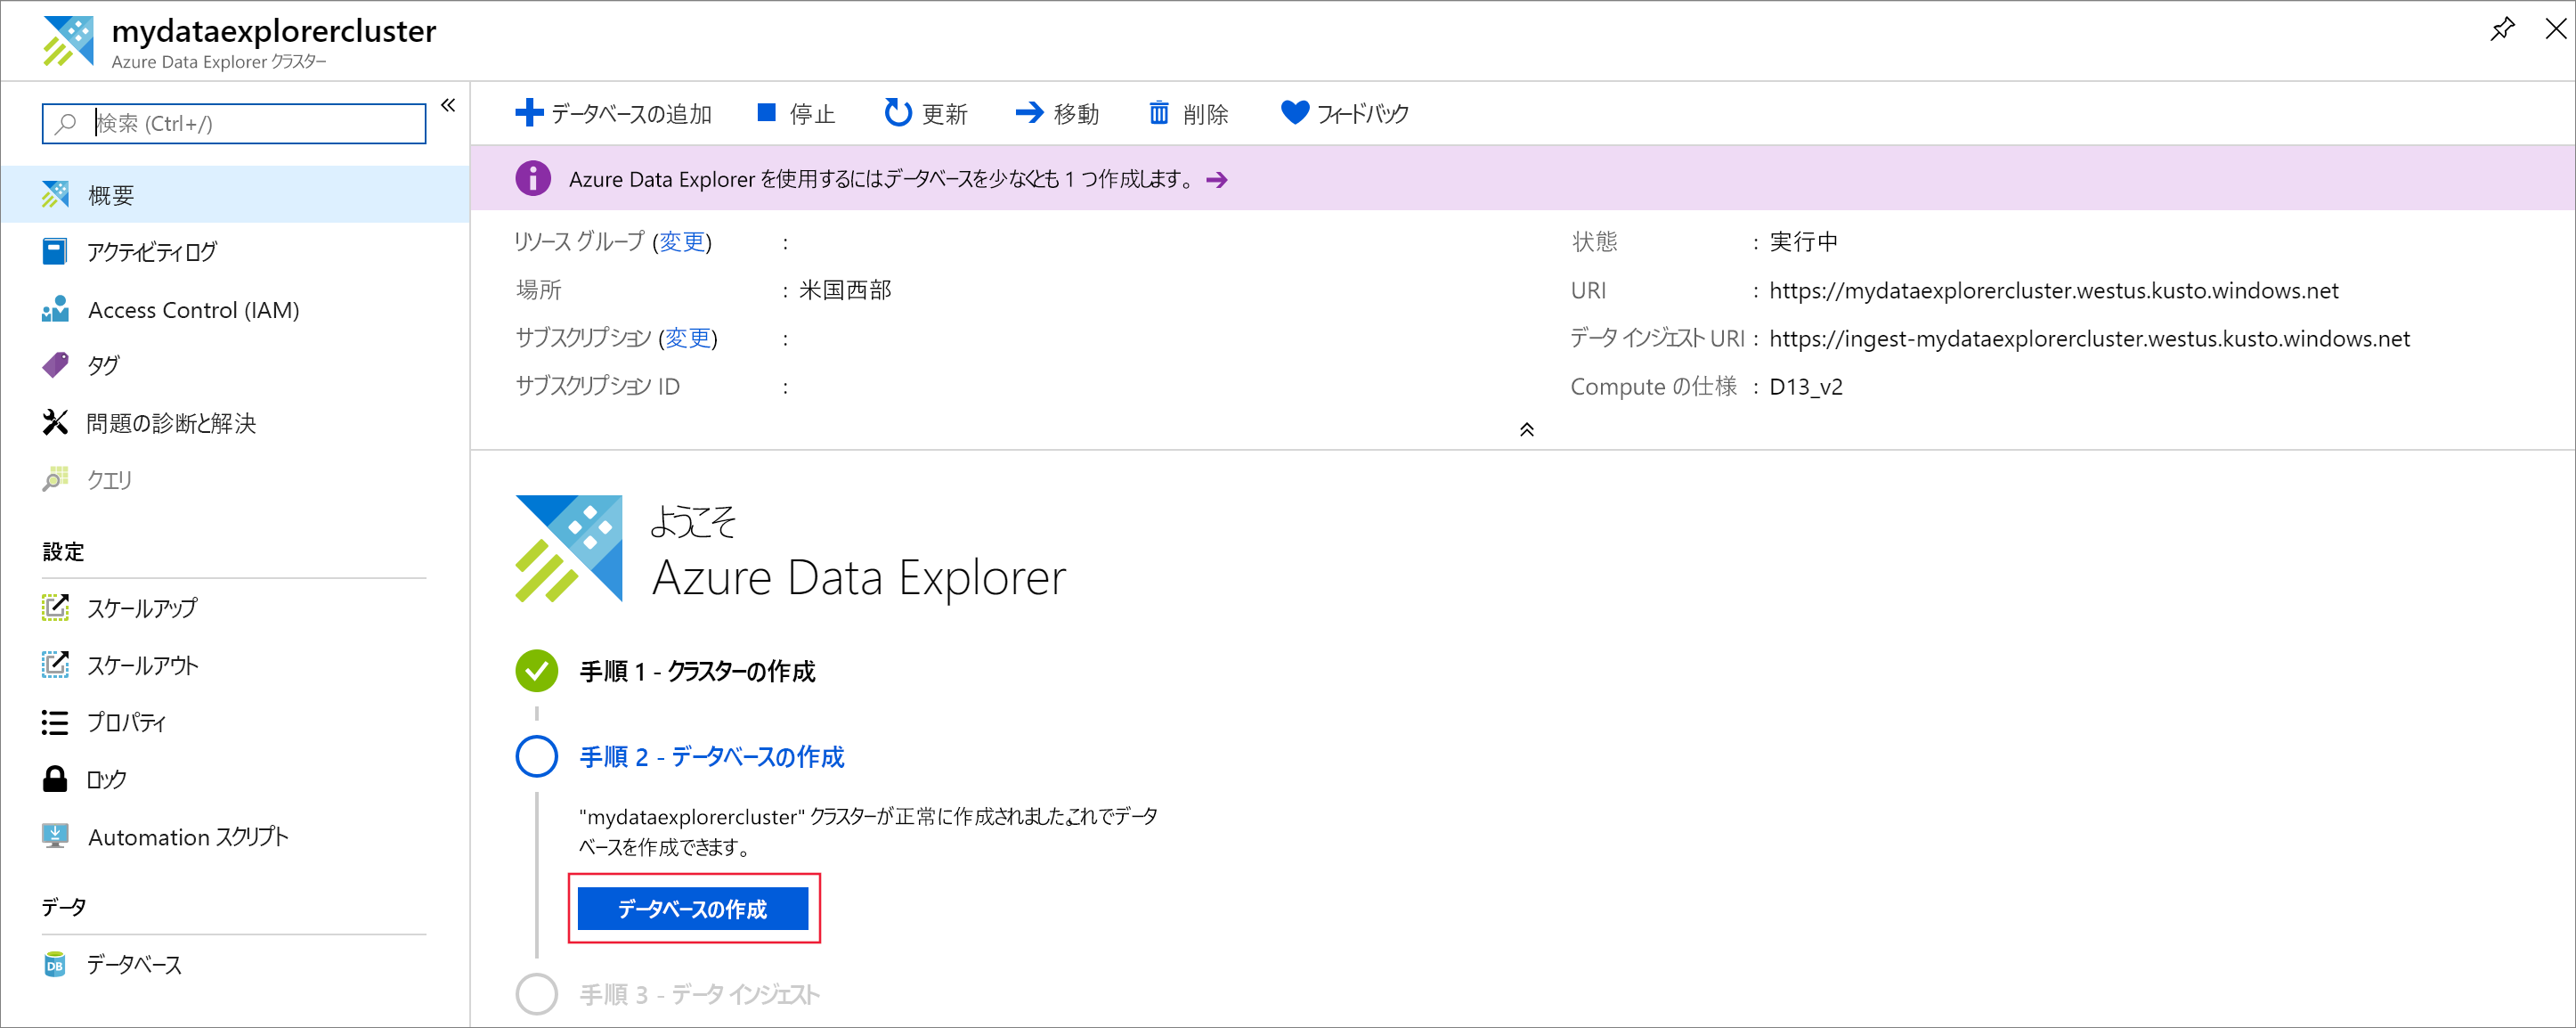 mydataexplorercluster
Azure Data Explorer クラスター
検索 (Ctrl+/)
概要
アクティビティログ
Access Control (IAM)
タグ
問題の診断と解決
クエリ
設定
スケールアップ
スケールアウト
プロパティ
ロック
Automation スクリプト
データ
DB データベース
データベースの追加 停止 更新 移動 削除 フィードバック
Azure Data Explorer を使用するには、データベースを少なくとも 1 つ作成します。
リソース グループ (変更) :
場所 : 米国西部
サブスクリプション (変更) :
サブスクリプション ID :
状態 : 実行中
URI : https://mydataexplorercluster.westus.kusto.windows.net
データ インジェスト URI : https://ingest-mydataexplorercluster.westus.kusto.windows.net
Compute の仕様 : D13_v2
ようこそ
Azure Data Explorer
手順 1 - クラスターの作成
手順 2 - データベースの作成
"mydataexplorercluster" クラスターが正常に作成されました。これでデータ
ベースを作成できます。
データベースの作成
手順 3 - データ インジェスト